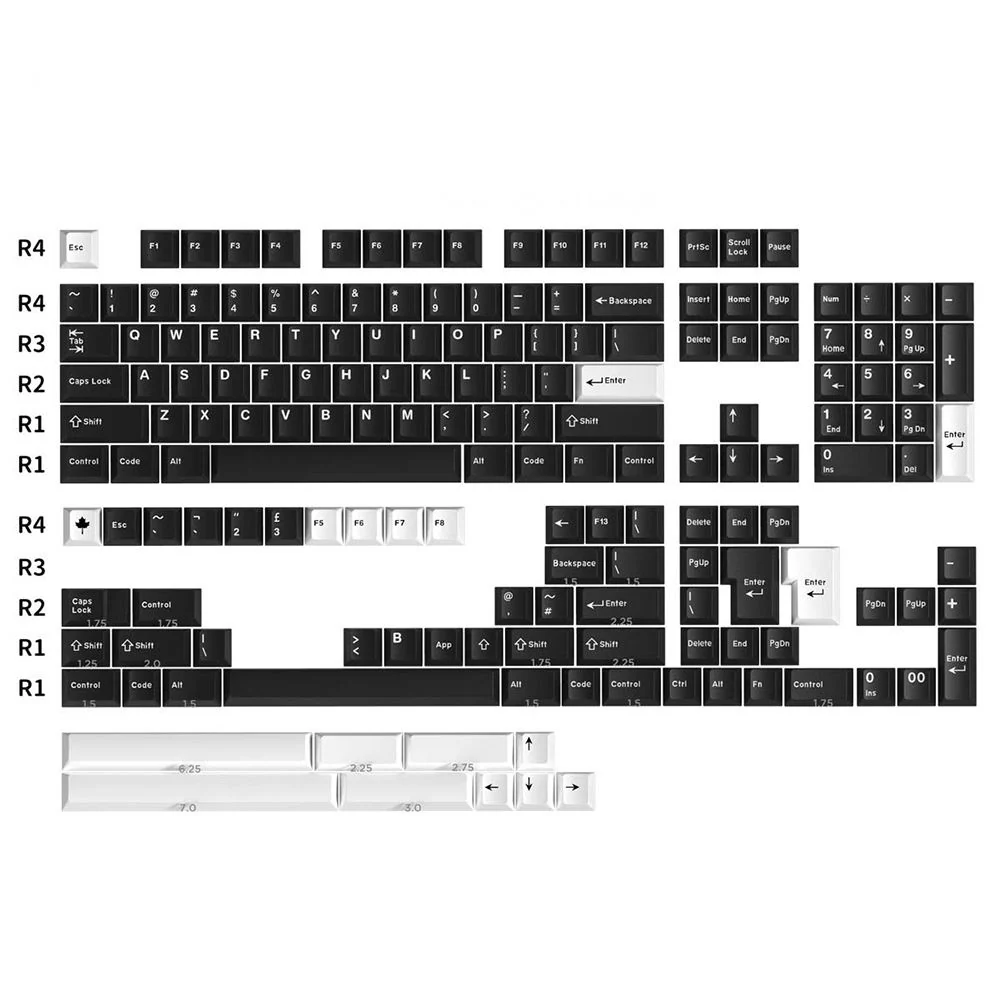 R4 Esc F1 F2 F3 F4 F5 F6 F7 F8 F9 F10 F11 F12 PrtSc Scroll Lock Pause
R4 ~ ` ! 1 @ 2 # 3 $ 4 % 5 ^ 6 & 7 * 8 ( 9 ) 0 — - + = ←Backspace Insert Home PgUp Num ÷ × −
R3 Tab Q W E R T Y U I O P { [ } ] | \ Delete End PgDn 7 Home 8 ↑ 9 Pg Up +
R2 Caps Lock A S D F G H J K L : ; " ' Enter 4 ← 5 6 →
R1 Shift Z X C V B N M < , > . ? / Shift ↑ 1 End 2 ↓ 3 Pg Dn Enter
R1 Control Code Alt Alt Code Fn Control ← ↓ → 0 Ins . Del
R4 Esc ~ ` ¬ ` " 2 £ 3 F5 F6 F7 F8 ← F13 | \ Delete End PgDn
R3 Backspace 1.5 | \ 1.5 PgUp Enter Enter −
R2 Caps Lock 1.75 Control 1.75 @ ' ~ # Enter 2.25 | \ PgDn PgUp +
R1 Shift 1.25 Shift 2.0 | \ > < B App Shift 1.75 Shift 2.25 Delete End PgDn Enter
R1 Control 1.5 Code Alt 1.5 Alt 1.5 Code Control 1.5 Ctrl Alt Fn Control 1.75 0 Ins 00
6.25 2.25 2.75 ↑
7.0 3.0 ← ↓ →